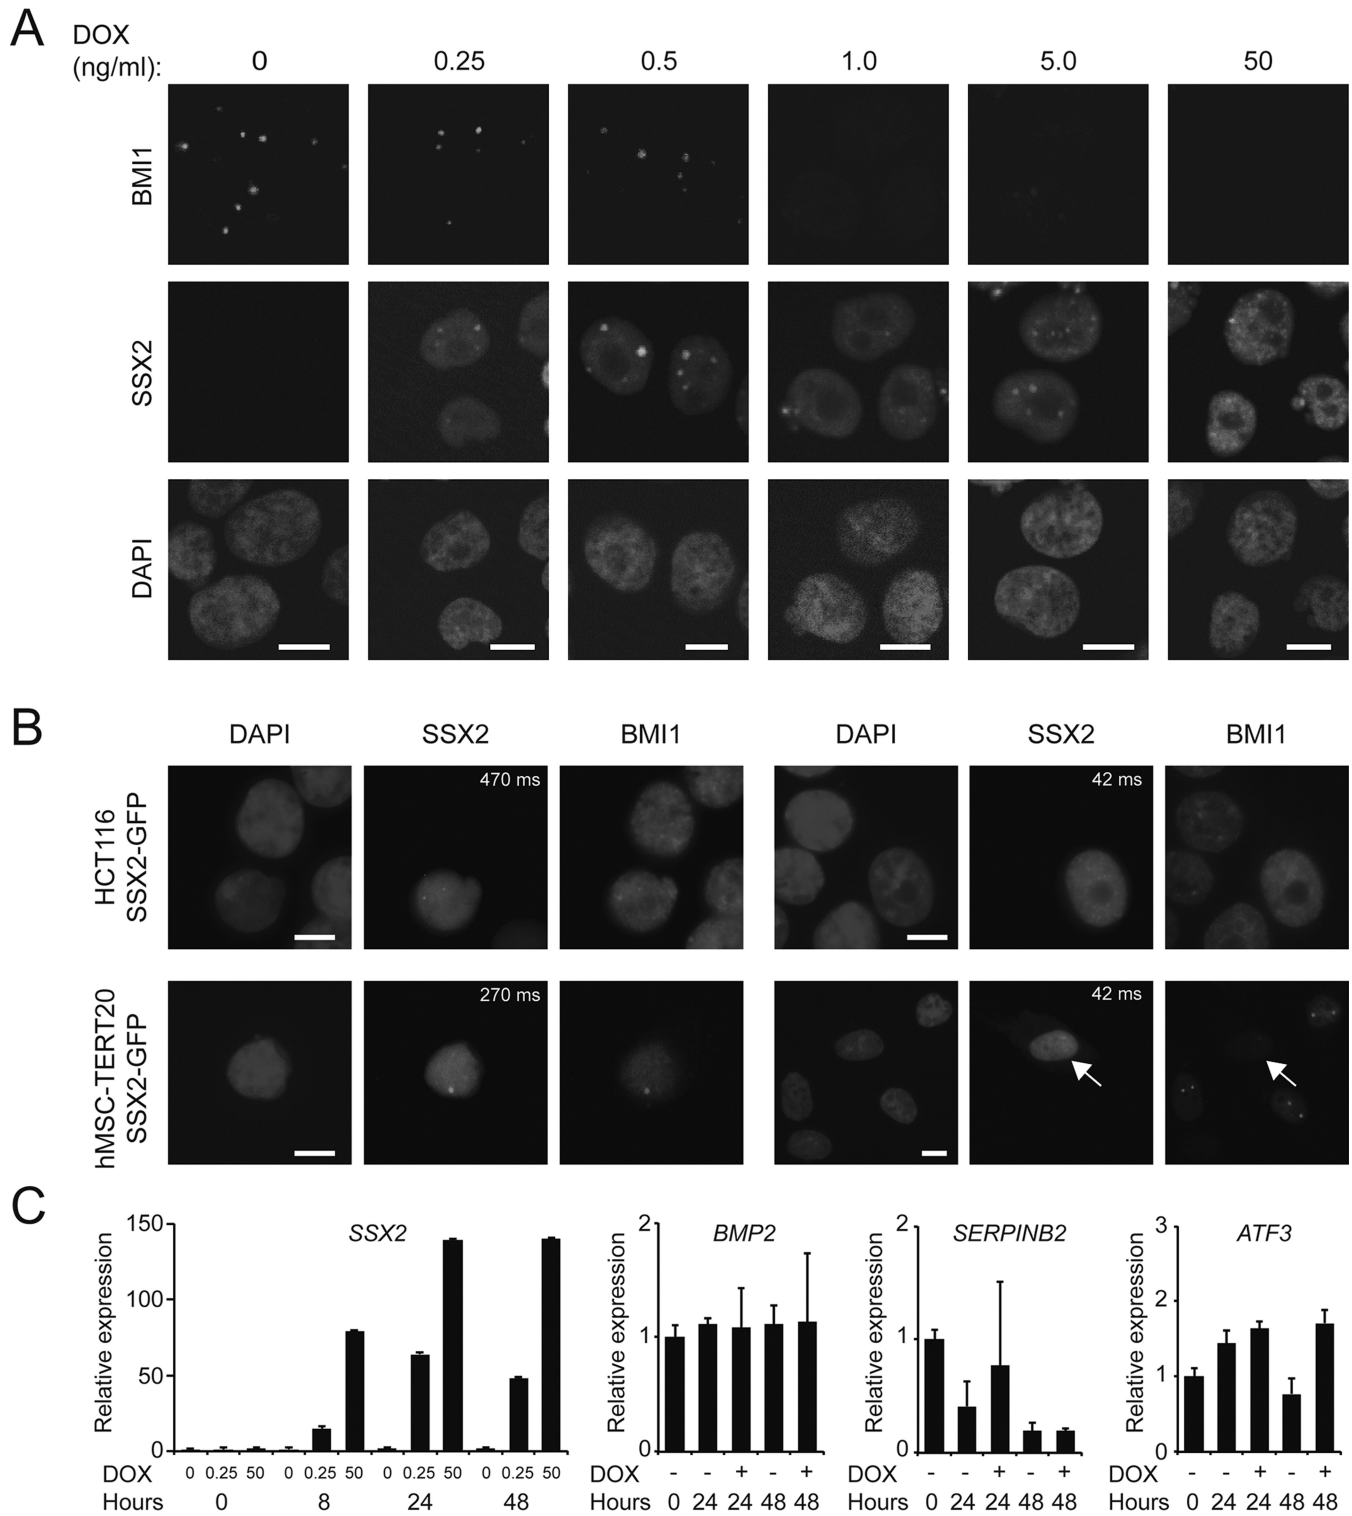 A
DOX
(ng/ml): 0 0.25 0.5 1.0 5.0 50
BMI1
SSX2
DAPI
B
DAPI SSX2 BMI1 DAPI SSX2 BMI1
HCT116
SSX2-GFP
470 ms
42 ms
hMSC-TERT20
SSX2-GFP
270 ms
42 ms
C
Relative expression
150
100
50
0
SSX2
DOX 0 0.25 50 0 0.25 50 0 0.25 50 0 0.25 50
Hours 0 8 24 48
Relative expression
2
1
0
BMP2
DOX - - + - +
Hours 0 24 24 48 48
Relative expression
2
1
0
SERPINB2
DOX - - + - +
Hours 0 24 24 48 48
Relative expression
3
2
1
0
ATF3
DOX - - + - +
Hours 0 24 24 48 48